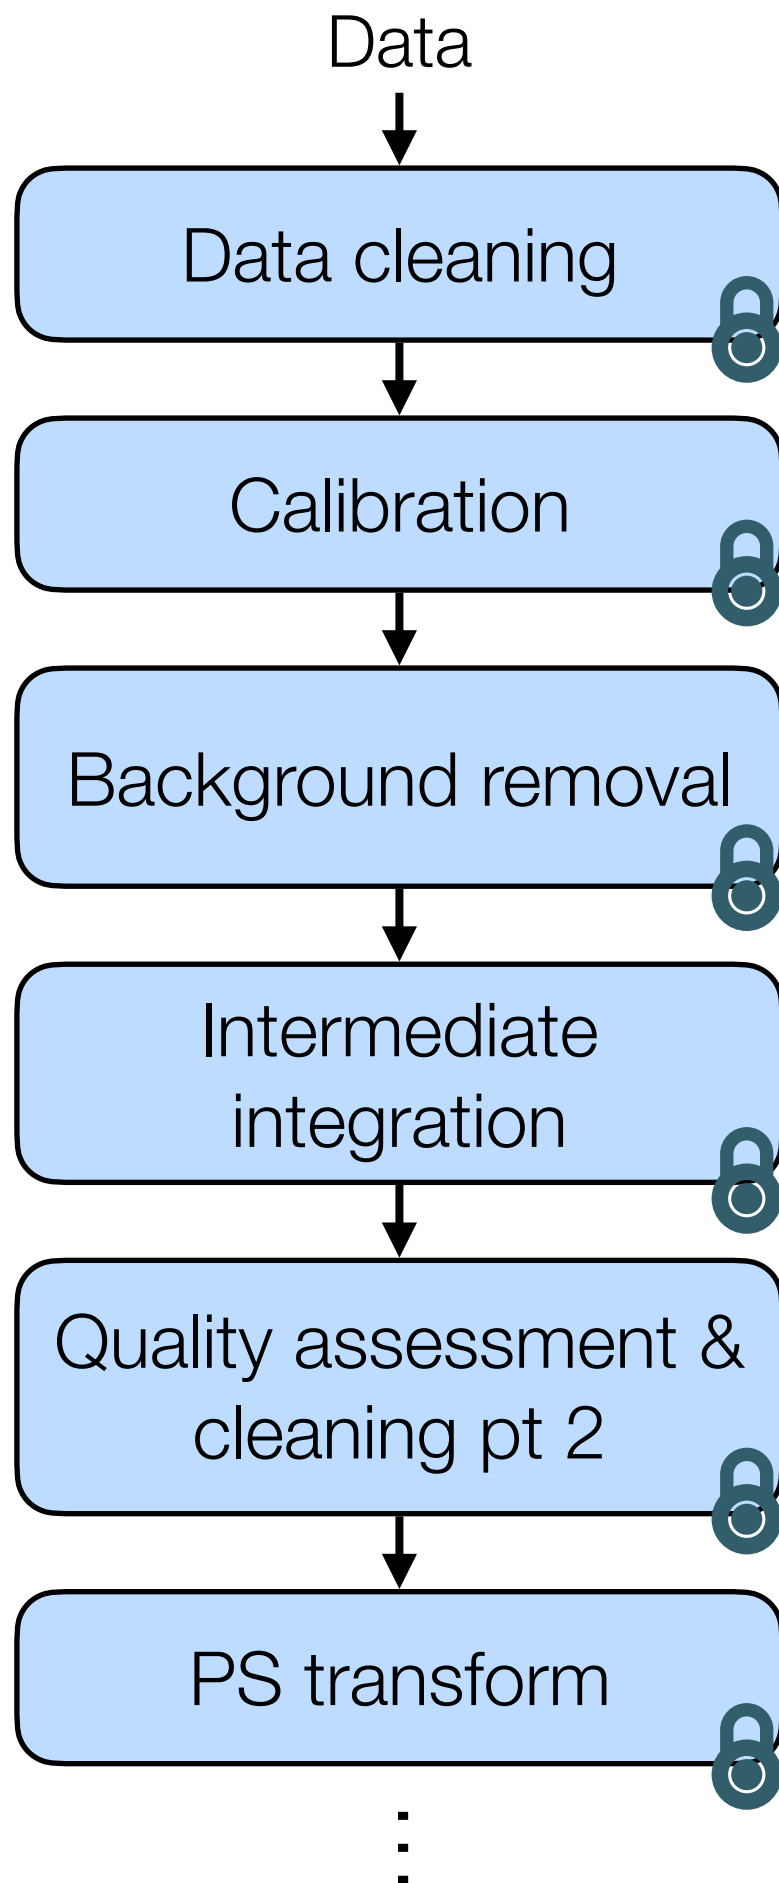 Data
Data cleaning
Calibration
Background removal
Intermediate
integration
Quality assessment &
cleaning pt 2
PS transform